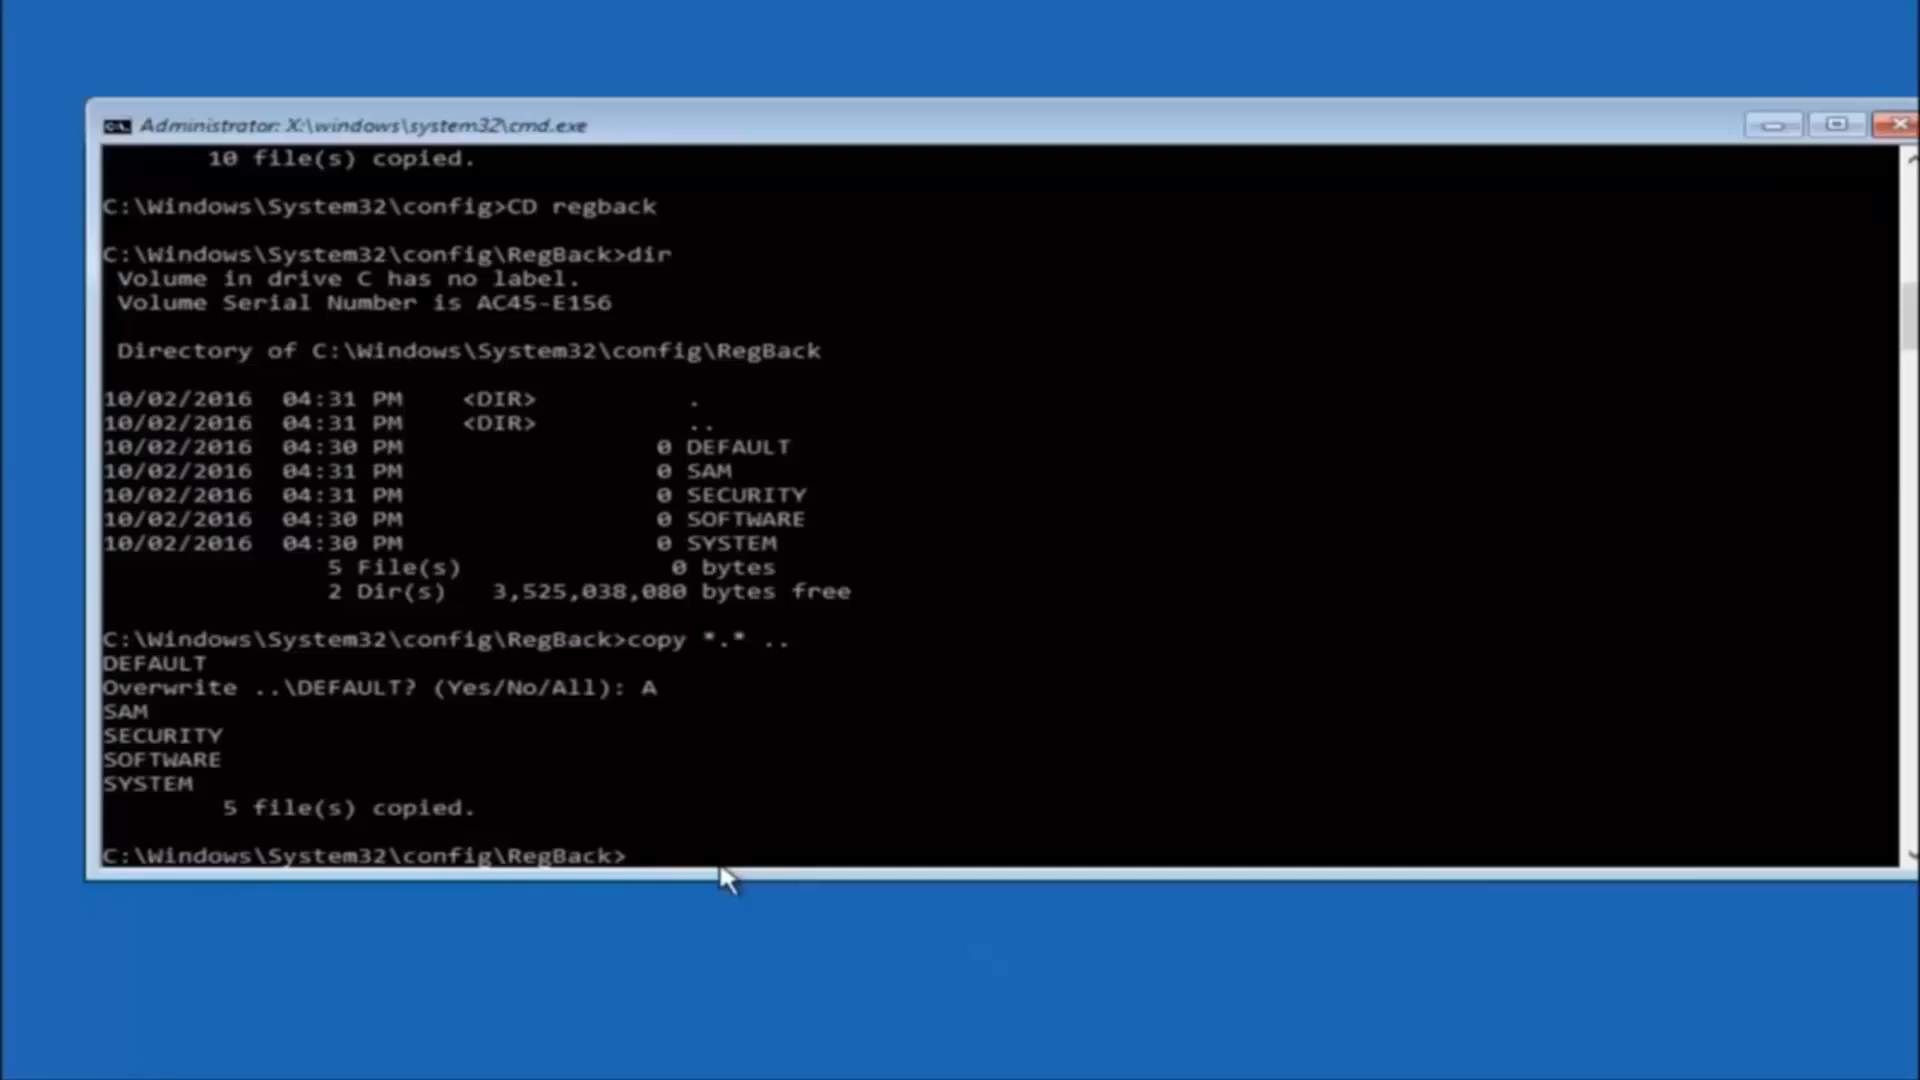 Administrator: X:\windows\system32\cmd.exe
10 file(s) copied.
C:\Windows\System32\config>CD regback
C:\Windows\System32\config\RegBack>dir
Volume in drive C has no label.
Volume Serial Number is AC45-E156
Directory of C:\Windows\System32\config\RegBack
10/02/2016 04:31 PM <DIR> .
10/02/2016 04:31 PM <DIR> ..
10/02/2016 04:30 PM 0 DEFAULT
10/02/2016 04:31 PM 0 SAM
10/02/2016 04:31 PM 0 SECURITY
10/02/2016 04:30 PM 0 SOFTWARE
10/02/2016 04:30 PM 0 SYSTEM
5 File(s) 0 bytes
2 Dir(s) 3,525,038,080 bytes free
C:\Windows\System32\config\RegBack>copy *.* ..
DEFAULT
Overwrite ..\DEFAULT? (Yes/No/All): A
SAM
SECURITY
SOFTWARE
SYSTEM
5 file(s) copied.
C:\Windows\System32\config\RegBack>